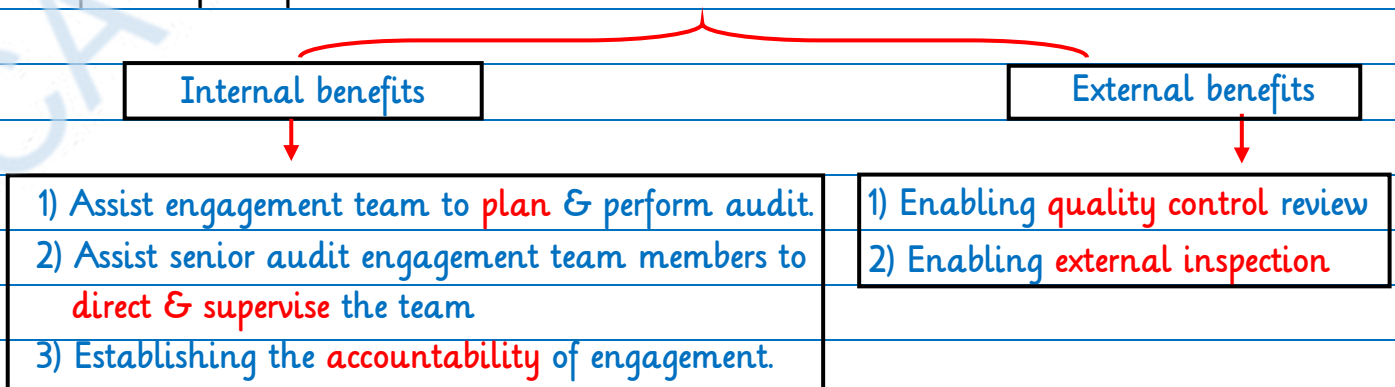 CA
Internal benefits
External benefits
1) Assist engagement team to plan & perform audit.
2) Assist senior audit engagement team members to
direct & supervise the team
3) Establishing the accountability of engagement.
1) Enabling quality control review
2) Enabling external inspection